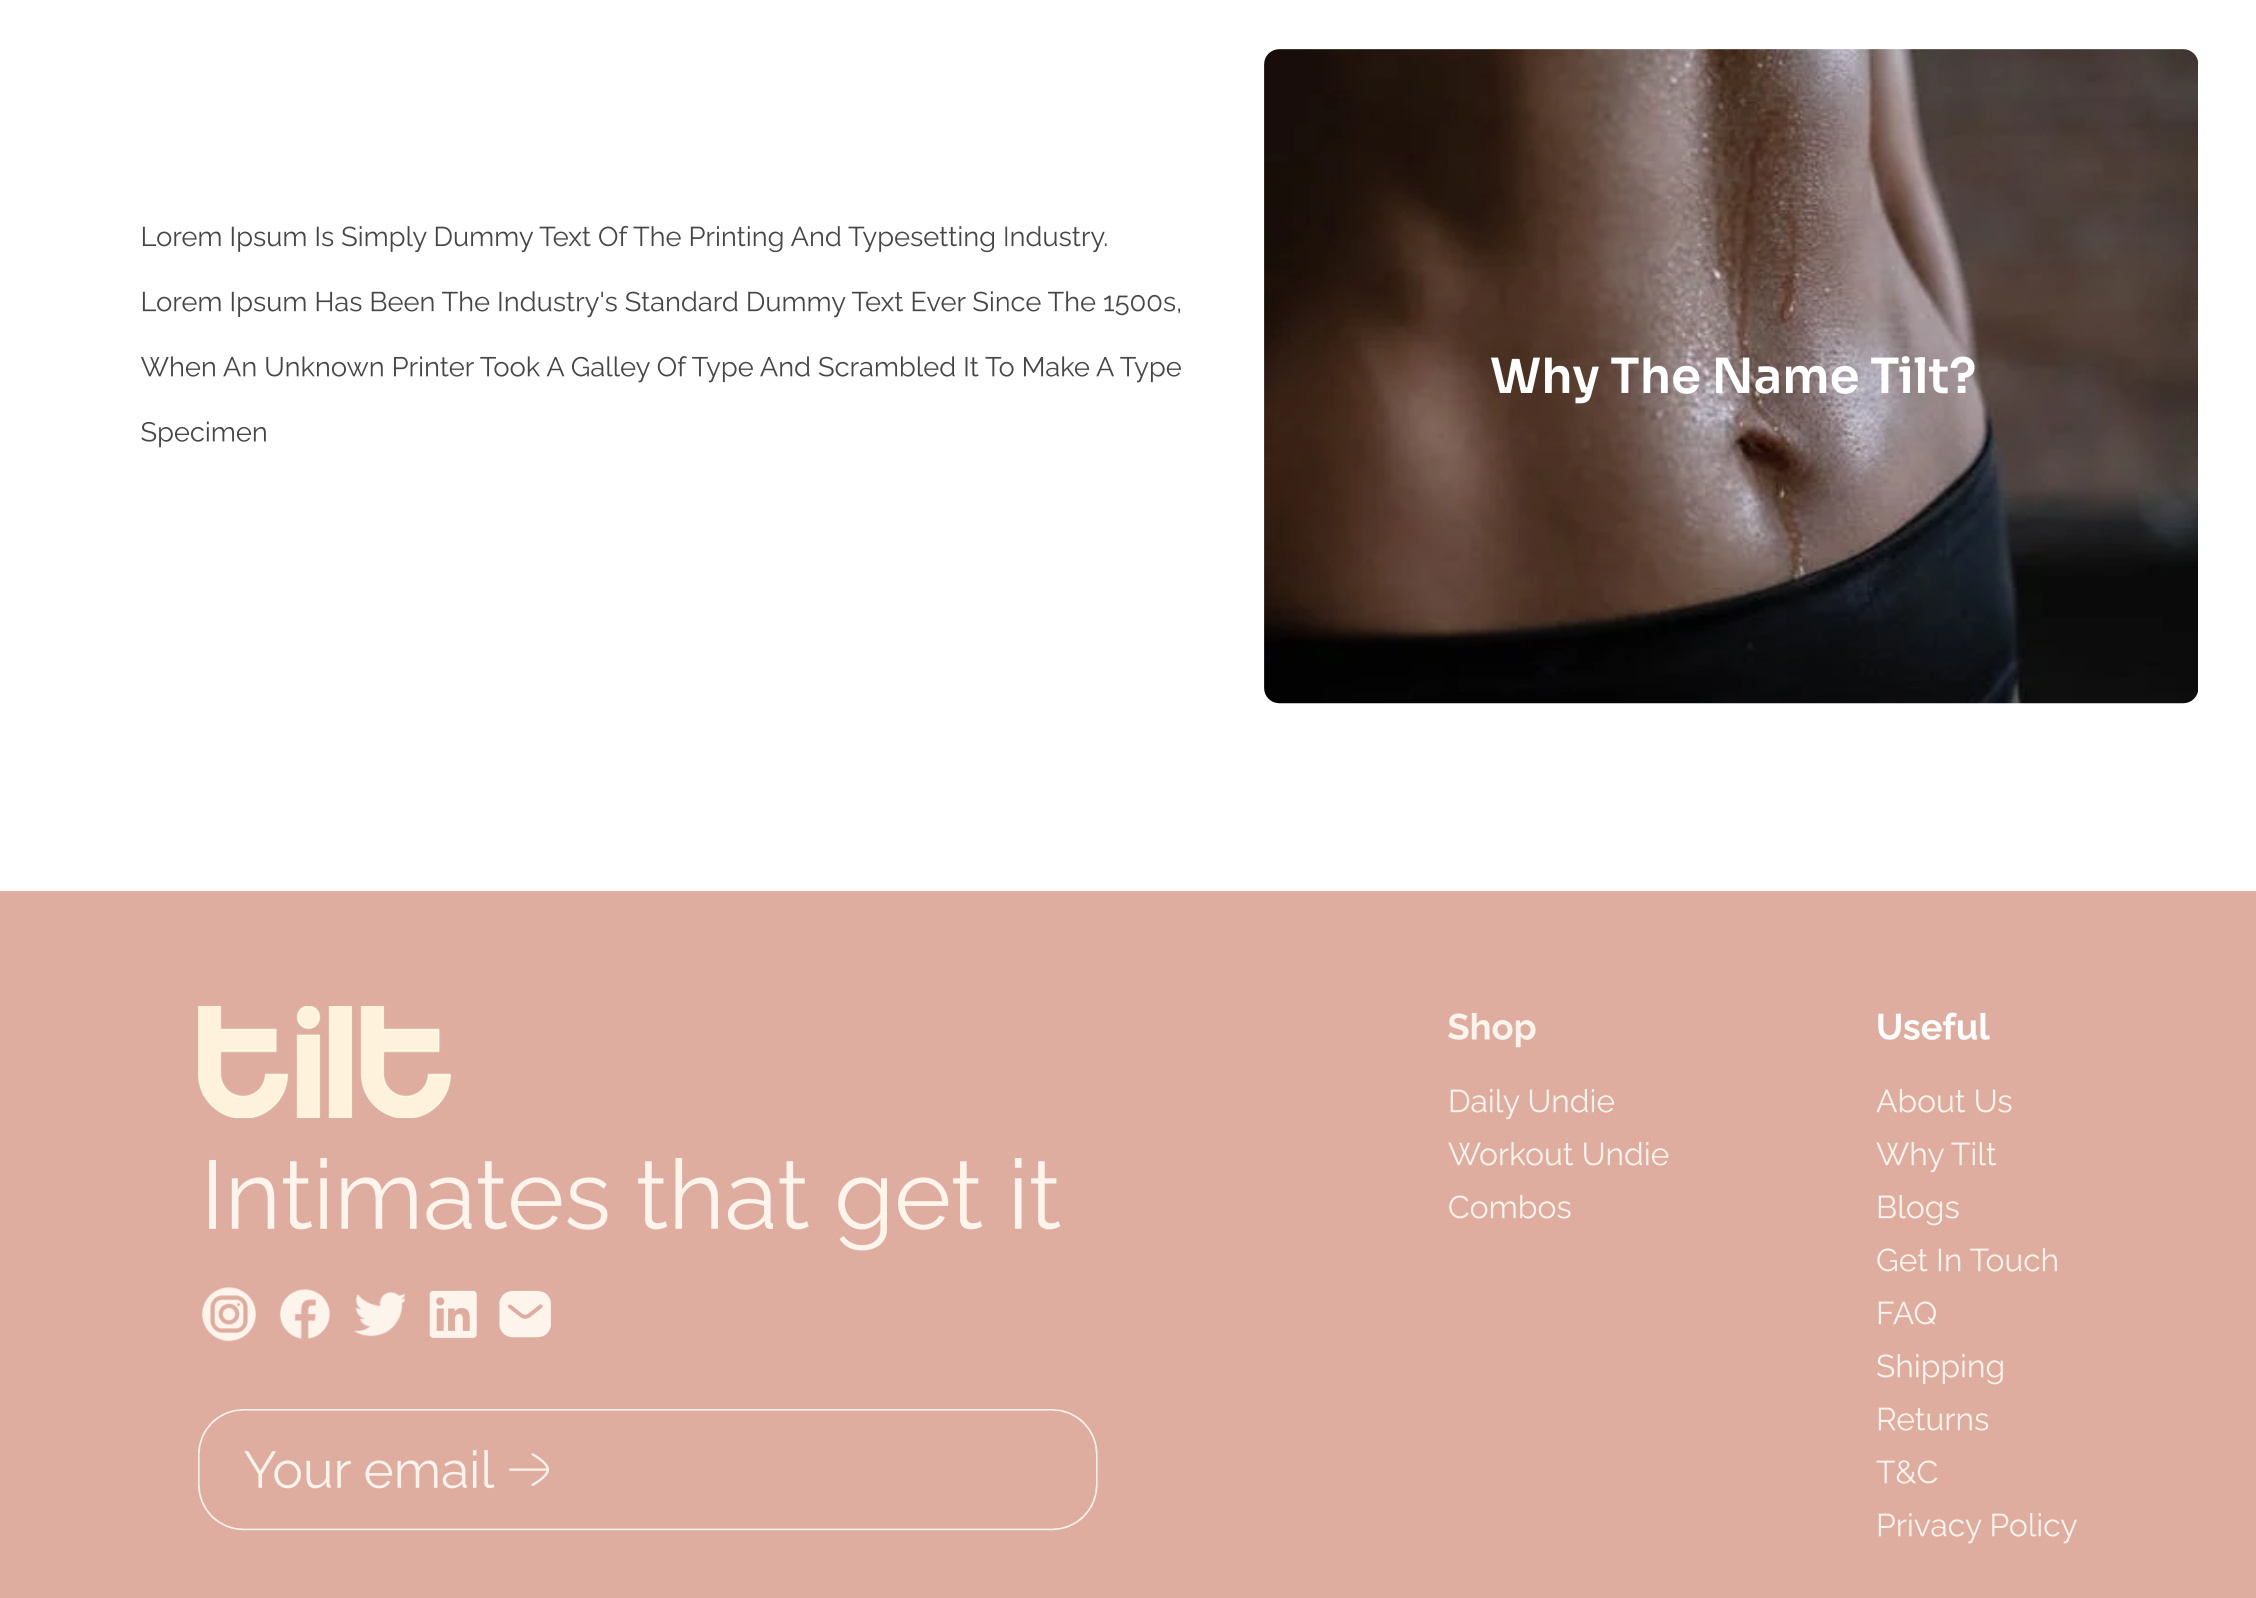 Lorem Ipsum Is Simply Dummy Text Of The Printing And Typesetting Industry.
Lorem Ipsum Has Been The Industry's Standard Dummy Text Ever Since The 1500s,
When An Unknown Printer Took A Galley Of Type And Scrambled It To Make A Type
Specimen
Why The Name Tilt?
tilt
Intimates that get it
in
Your email →
Shop
Daily Undie
Workout Undie
Combos
Useful
About Us
Why Tilt
Blogs
Get In Touch
FAQ
Shipping
Returns
T&C
Privacy Policy